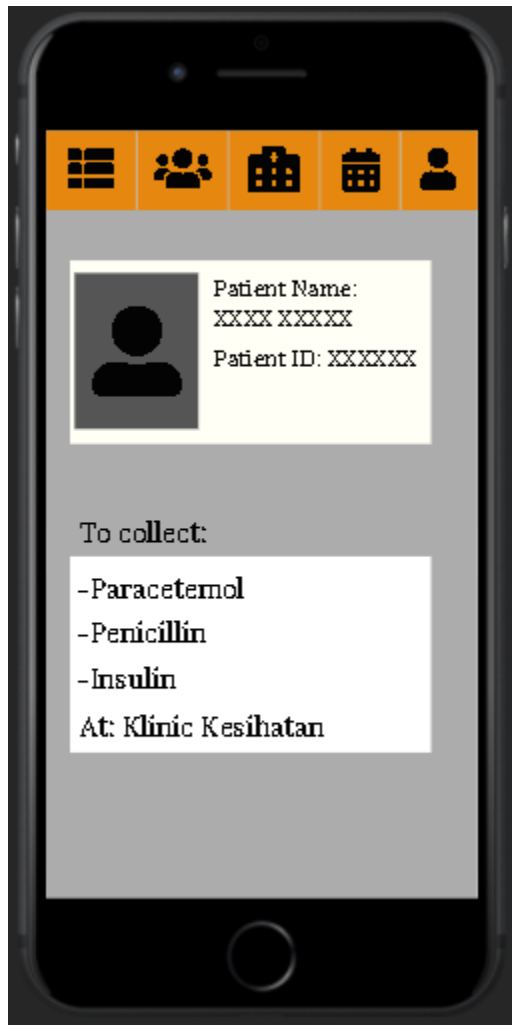 Patient Name:
XXXX XXXXX
Patient ID: XXXXXX
To collect:
-Paracetemol
-Penicillin
-Insulin
At: Klinic Kesihatan